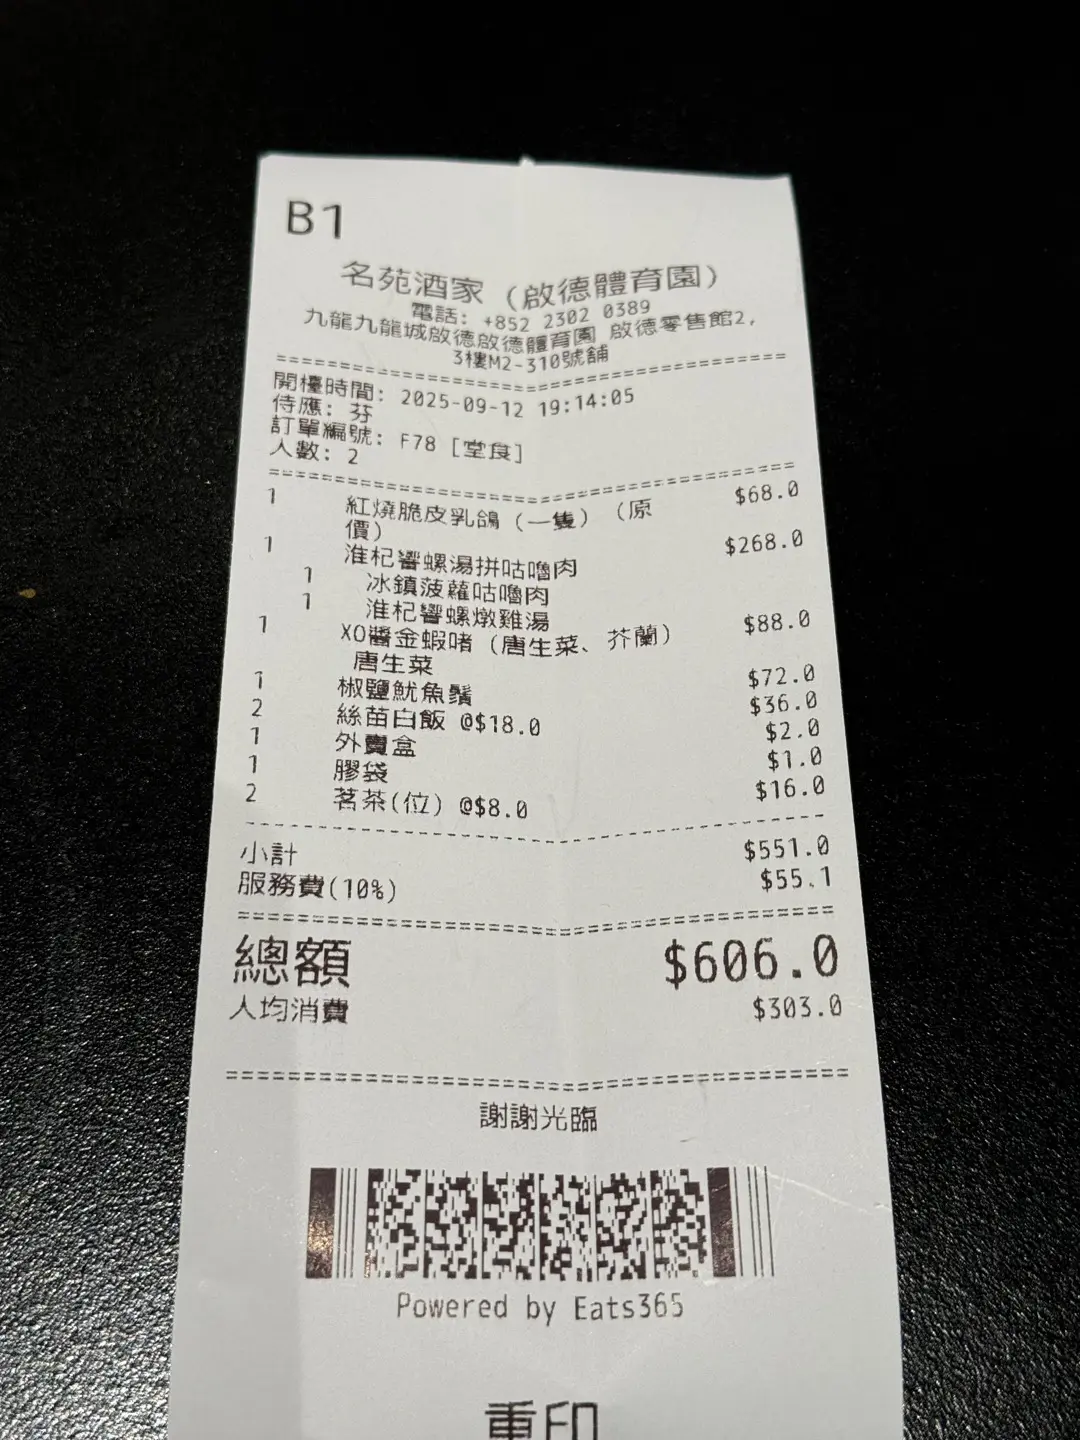 B1
名苑酒家 (啟德體育園)
電話: +852 2302 0389
九龍九龍城啟德啟德體育園 啟德零售館2,
3樓M2-310號舖
開檯時間: 2025-09-12 19:14:05
侍應: 芬
訂單編號: F78 [堂食]
人數: 2
1 紅燒脆皮乳鴿 (一隻) (原 $68.0
價)
1 淮杞響螺湯拼咕嚕肉 $268.0
1 冰鎮菠蘿咕嚕肉
1 淮杞響螺燉雞湯
1 XO醬金蝦啫 (唐生菜、芥蘭) $88.0
唐生菜
1 椒鹽魷魚鬚 $72.0
2 絲苗白飯 @$18.0 $36.0
1 外賣盒 $2.0
1 膠袋 $1.0
2 茗茶(位) @$8.0 $16.0
小計 $551.0
服務費(10%) $55.1
總額 $606.0
人均消費 $303.0
謝謝光臨
Powered by Eats365
重印